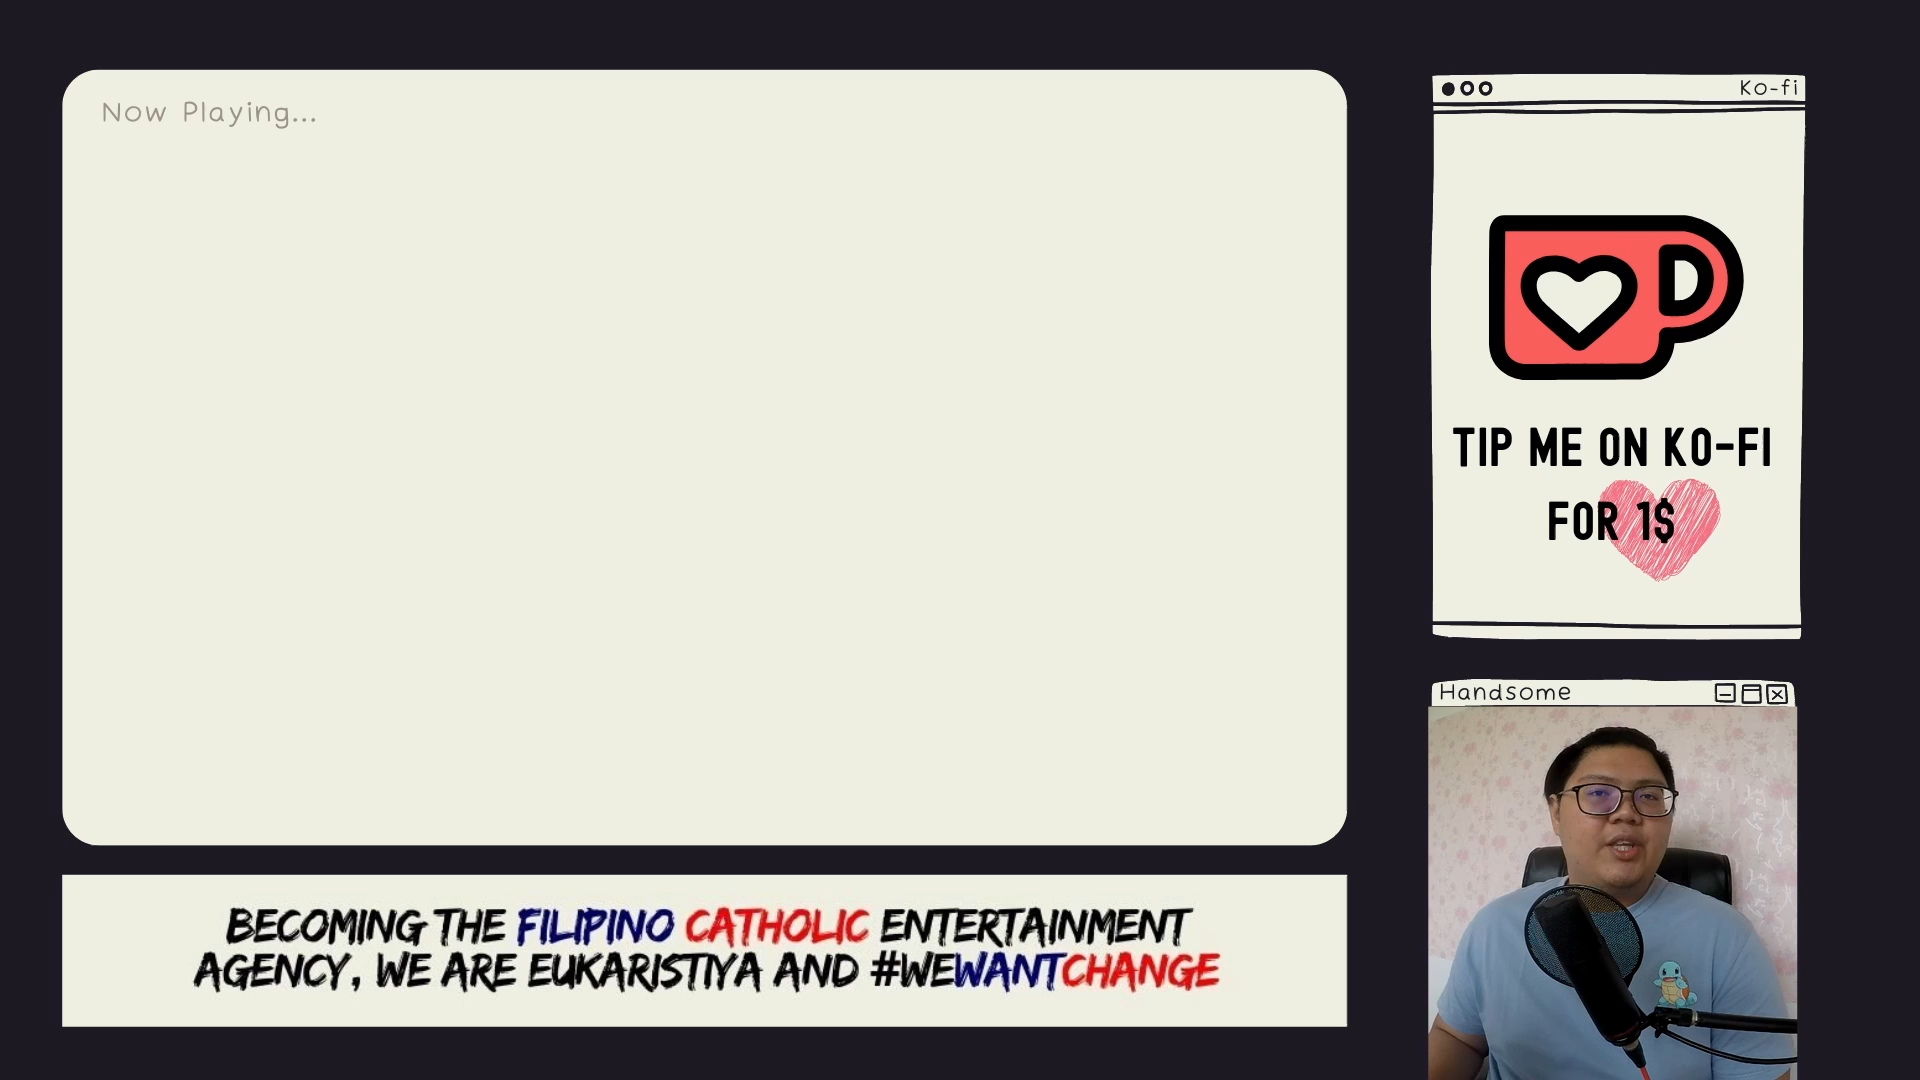 Now Playing...
Ko-fi
TIP ME ON KO-FI
FOR 1$
Handsome
BECOMING THE FILIPINO CATHOLIC ENTERTAINMENT
AGENCY, WE ARE EUKARISTIYA AND #WEWANTCHANGE